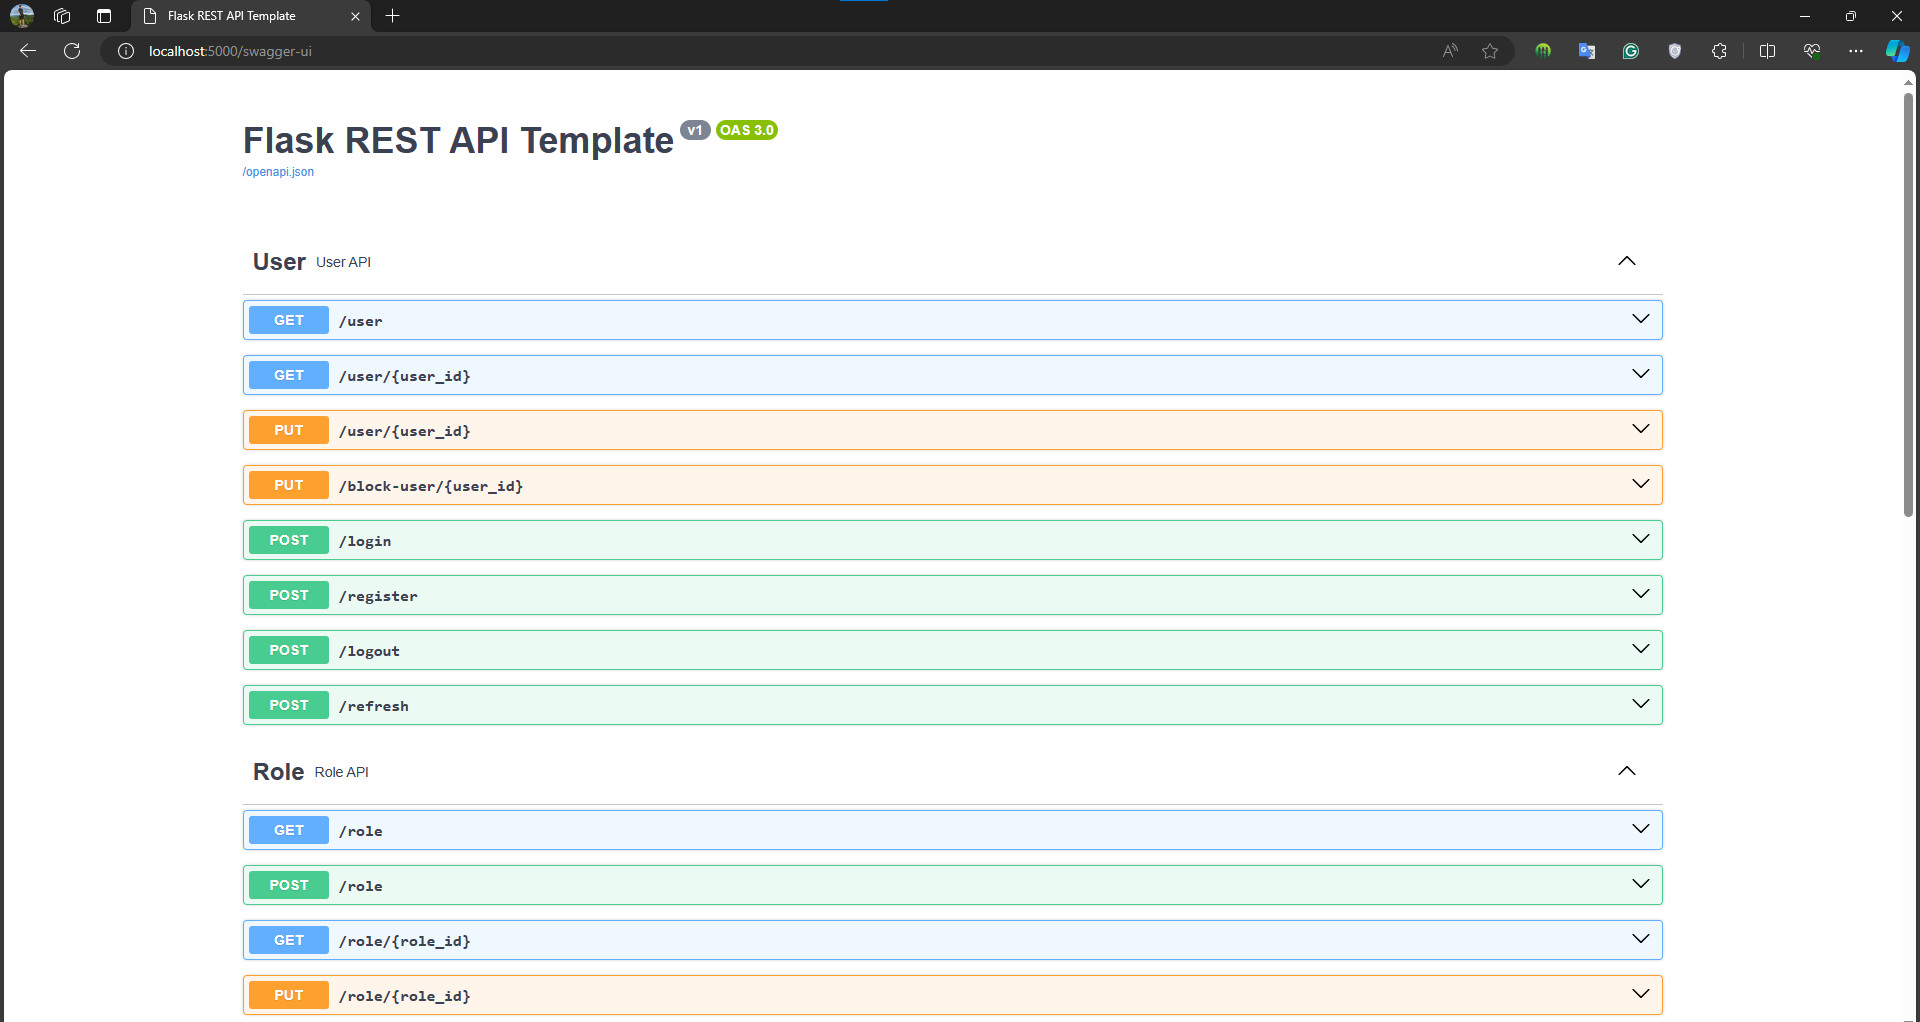 Flask REST API Template
localhost:5000/swagger-ui
Flask REST API Template v1 OAS 3.0
/openapi.json
User User API
GET /user
GET /user/{user_id}
PUT /user/{user_id}
PUT /block-user/{user_id}
POST /login
POST /register
POST /logout
POST /refresh
Role Role API
GET /role
POST /role
GET /role/{role_id}
PUT /role/{role_id}